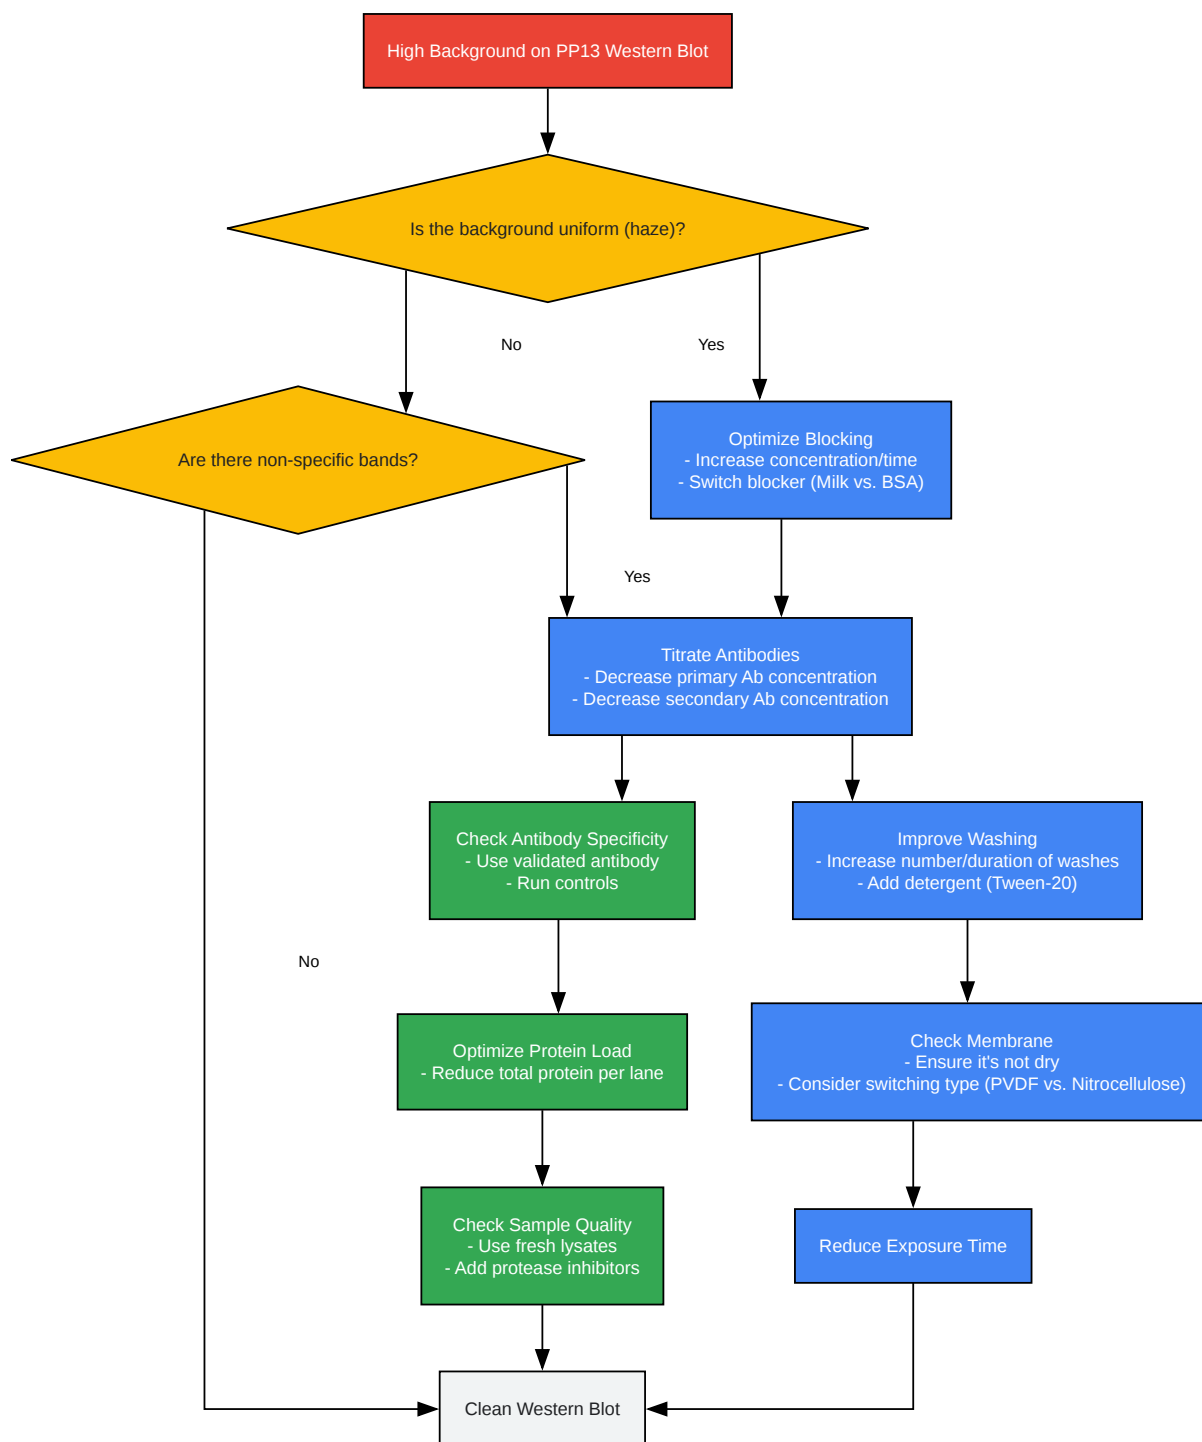 High Background on PP13 Western Blot
Is the background uniform (haze)?
No
Yes
Are there non-specific bands?
Optimize Blocking
- Increase concentration/time
- Switch blocker (Milk vs. BSA)
Yes
Titrate Antibodies
- Decrease primary Ab concentration
- Decrease secondary Ab concentration
Check Antibody Specificity
- Use validated antibody
- Run controls
Improve Washing
- Increase number/duration of washes
- Add detergent (Tween-20)
No
Optimize Protein Load
- Reduce total protein per lane
Check Membrane
- Ensure it's not dry
- Consider switching type (PVDF vs. Nitrocellulose)
Check Sample Quality
- Use fresh lysates
- Add protease inhibitors
Reduce Exposure Time
Clean Western Blot